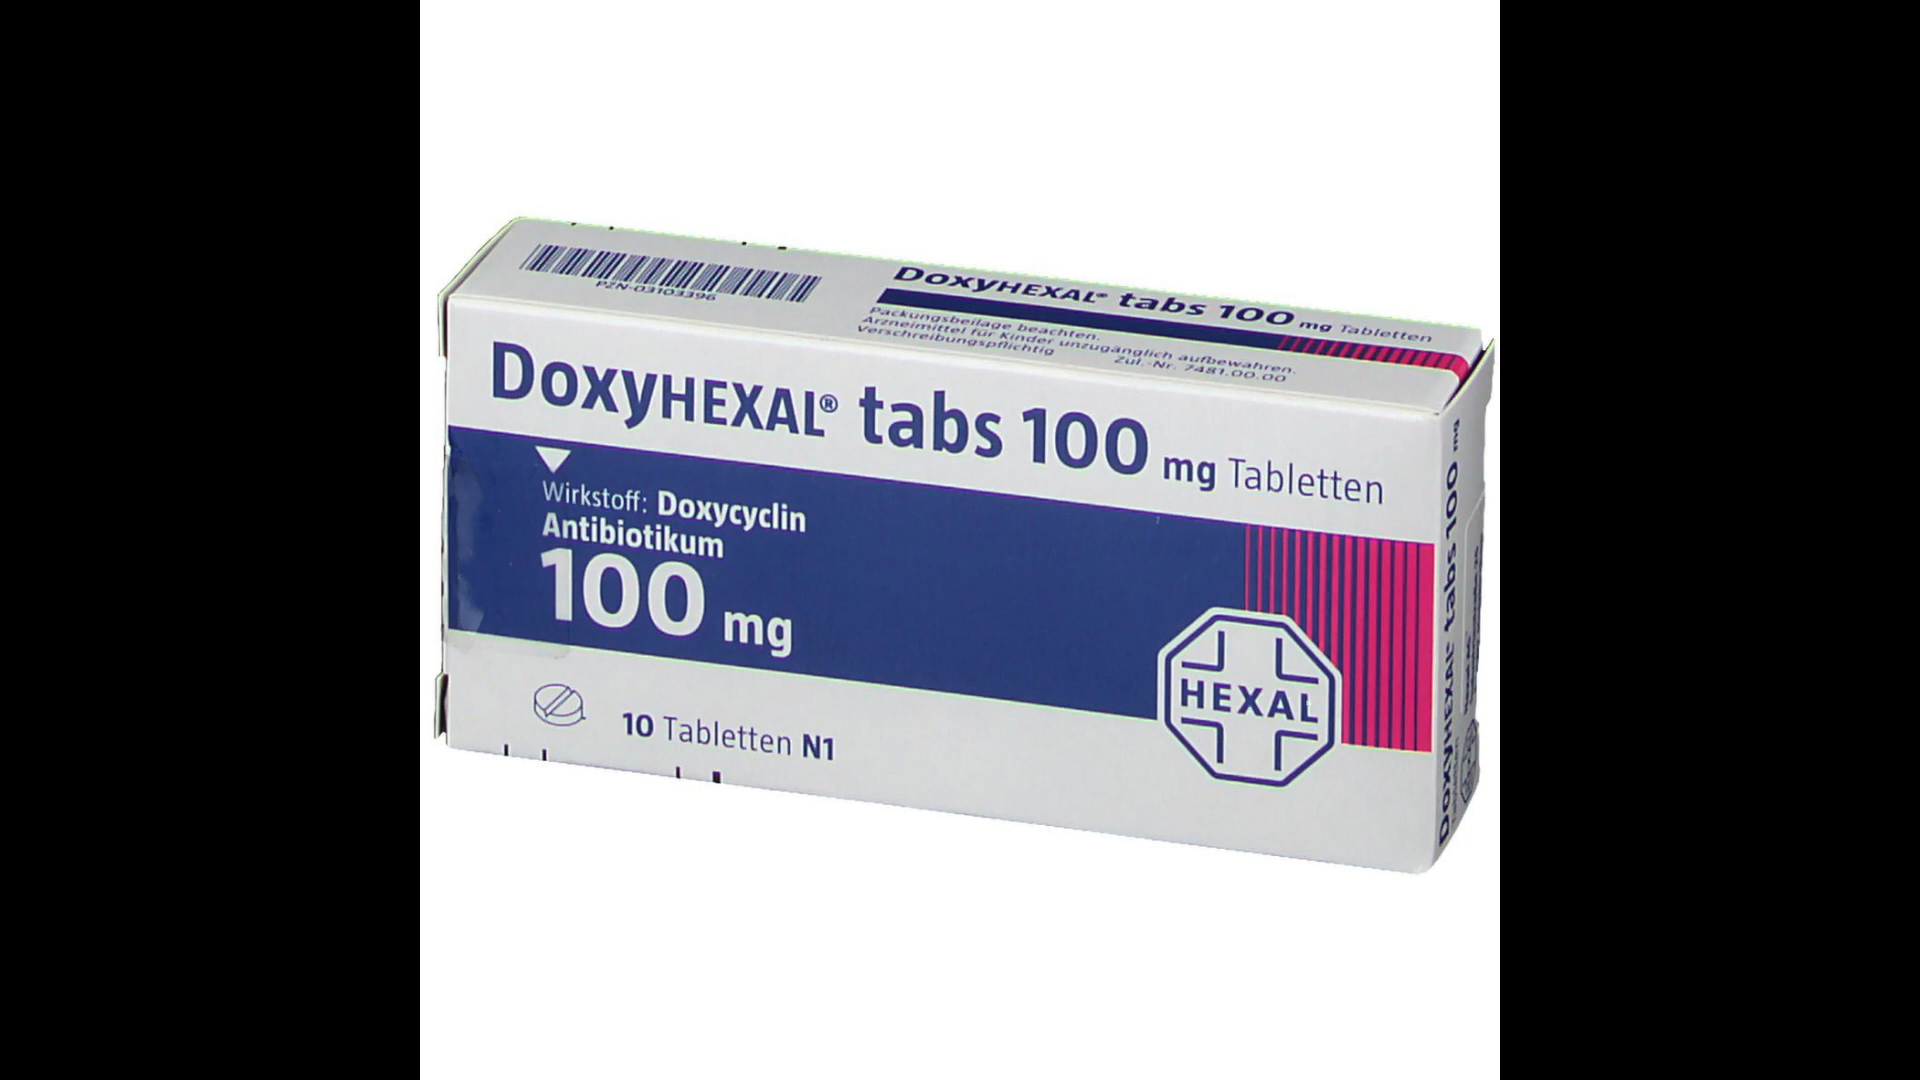 PZN-03103396
DoxyHEXAL® tabs 100 mg Tabletten
Packungsbeilage beachten.
Arzneimittel für Kinder unzugänglich aufbewahren.
Verschreibungspflichtig Zul.-Nr. 7481.00.00
DoxyHEXAL® tabs 100 mg Tabletten
Wirkstoff: Doxycyclin
Antibiotikum
100 mg
10 Tabletten N1
HEXAL
DoxyHEXAL® tabs 100 mg